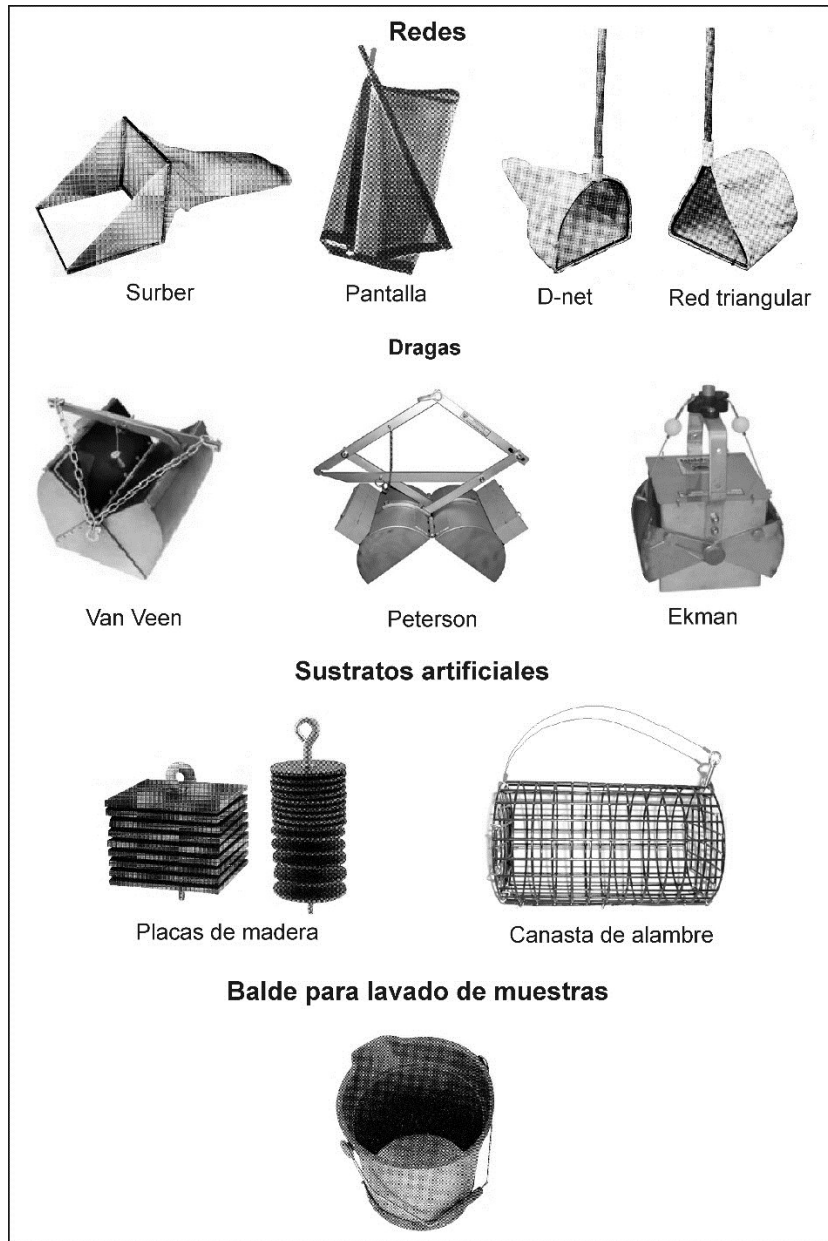 Redes
Surber
Pantalla
D-net
Red triangular
Dragas
Van Veen
Peterson
Ekman
Sustratos artificiales
Placas de madera
Canasta de alambre
Balde para lavado de muestras